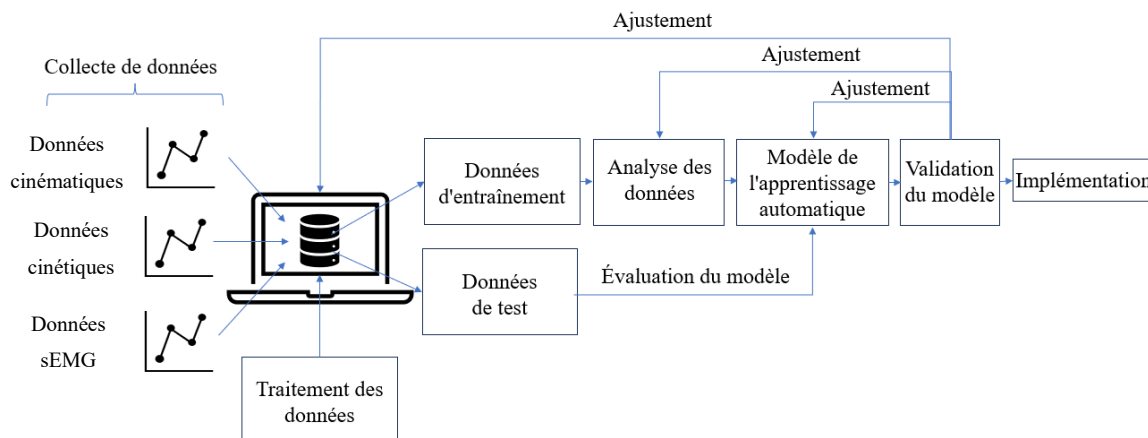 Ajustement
Ajustement
Ajustement
Collecte de données
Données
cinématiques
Données
cinétiques
Données
sEMG
Traitement des
données
Données
d'entraînement
Données
de test
Analyse des
données
Modèle de
l'apprentissage
automatique
Évaluation du modèle
Validation
du modèle
Implémentation